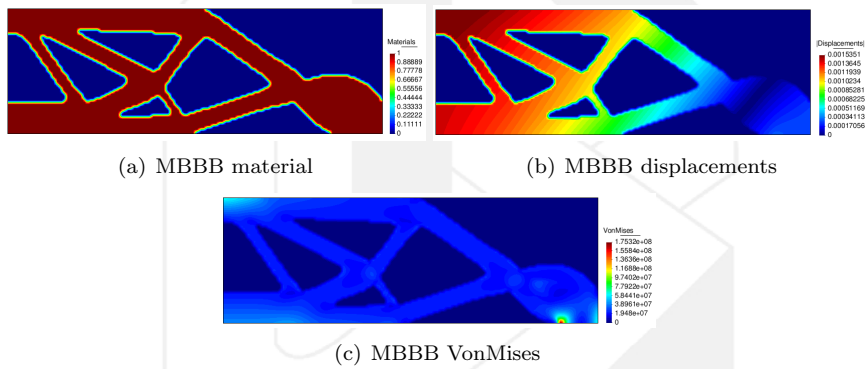 Materials
1
0.88889
0.77778
0.66667
0.55556
0.44444
0.33333
0.22222
0.11111
0
|Displacements|
0.0015351
0.0013645
0.0011939
0.0010234
0.00085281
0.00068225
0.00051169
0.00034113
0.00017056
0
(a) MBBB material
(b) MBBB displacements
VonMises
1.7532e+08
1.5584e+08
1.3636e+08
1.1688e+08
9.7402e+07
7.7922e+07
5.8441e+07
3.8961e+07
1.948e+07
0
(c) MBBB VonMises